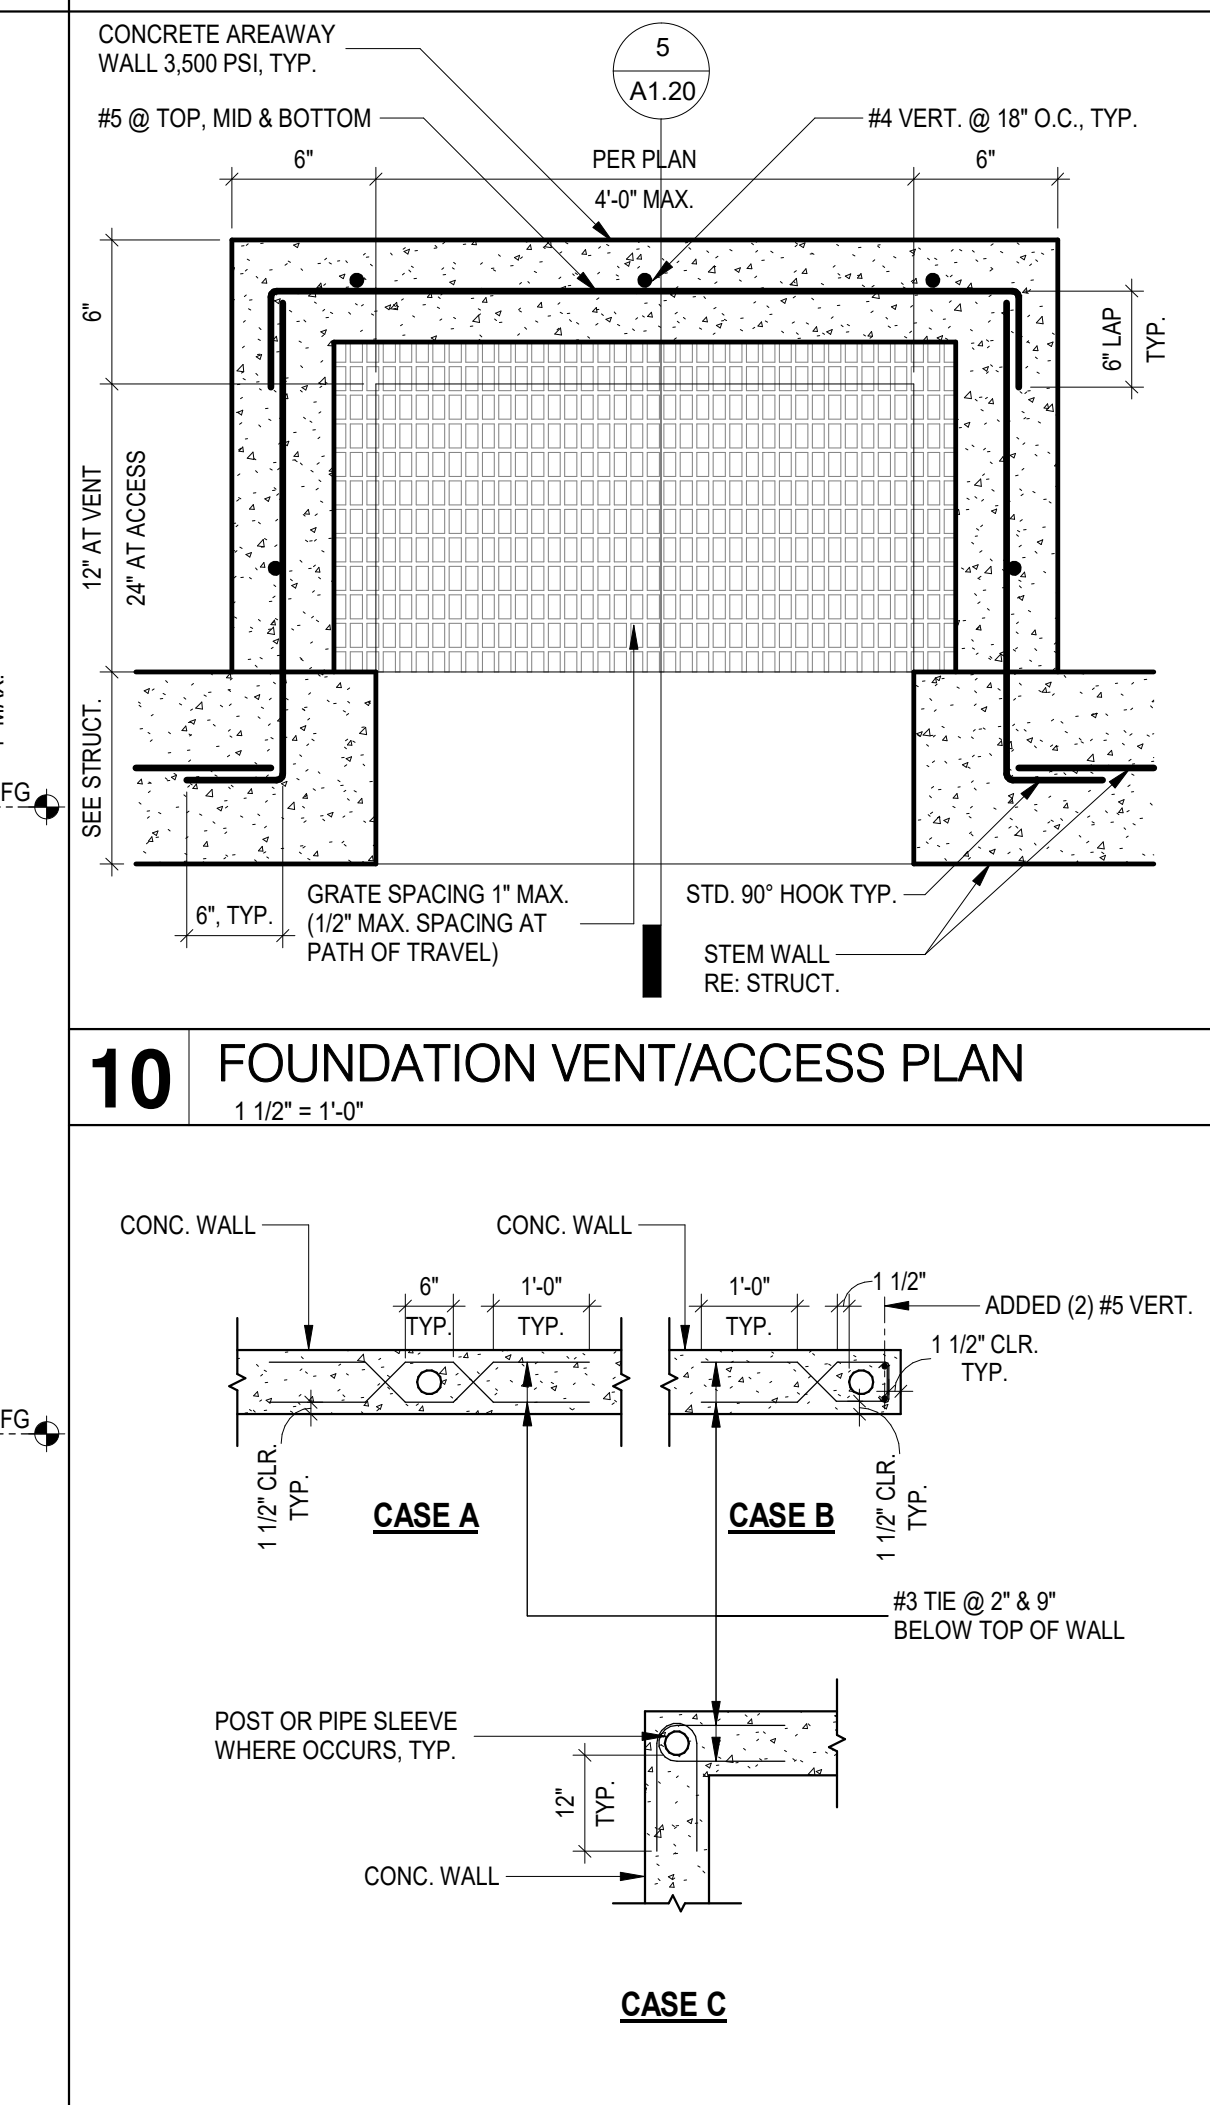 CONCRETE AREAWAY
WALL 3,500 PSI, TYP.
5
A1.20
#5 @ TOP, MID & BOTTOM
#4 VERT. @ 18" O.C., TYP.
6"
PER PLAN
4'-0" MAX.
6"
6"
6" LAP
TYP.
12" AT VENT
24" AT ACCESS
SEE STRUCT.
FG
6", TYP.
GRATE SPACING 1" MAX.
(1/2" MAX. SPACING AT
PATH OF TRAVEL)
STD. 90° HOOK TYP.
STEM WALL
RE: STRUCT.
10
FOUNDATION VENT/ACCESS PLAN
1 1/2" = 1'-0"
CONC. WALL
CONC. WALL
6"
TYP.
1'-0"
TYP.
1'-0"
TYP.
1 1/2"
ADDED (2) #5 VERT.
1 1/2" CLR.
TYP.
FG
1 1/2" CLR.
TYP.
CASE A
CASE B
1 1/2" CLR.
TYP.
#3 TIE @ 2" & 9"
BELOW TOP OF WALL
POST OR PIPE SLEEVE
WHERE OCCURS, TYP.
12"
TYP.
CONC. WALL
CASE C